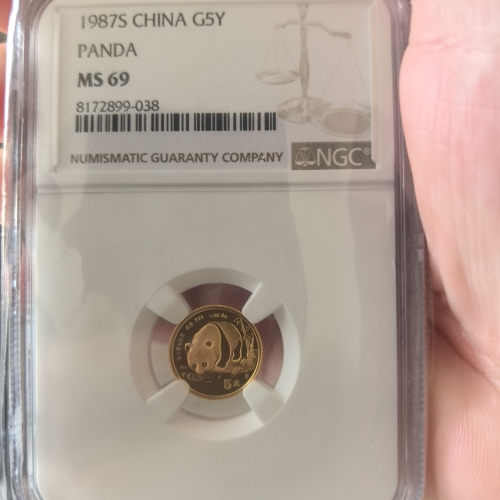 1987S CHINA G5Y
PANDA
MS 69
8172899-038
NUMISMATIC GUARANTY COMPANY
NGC®
5元